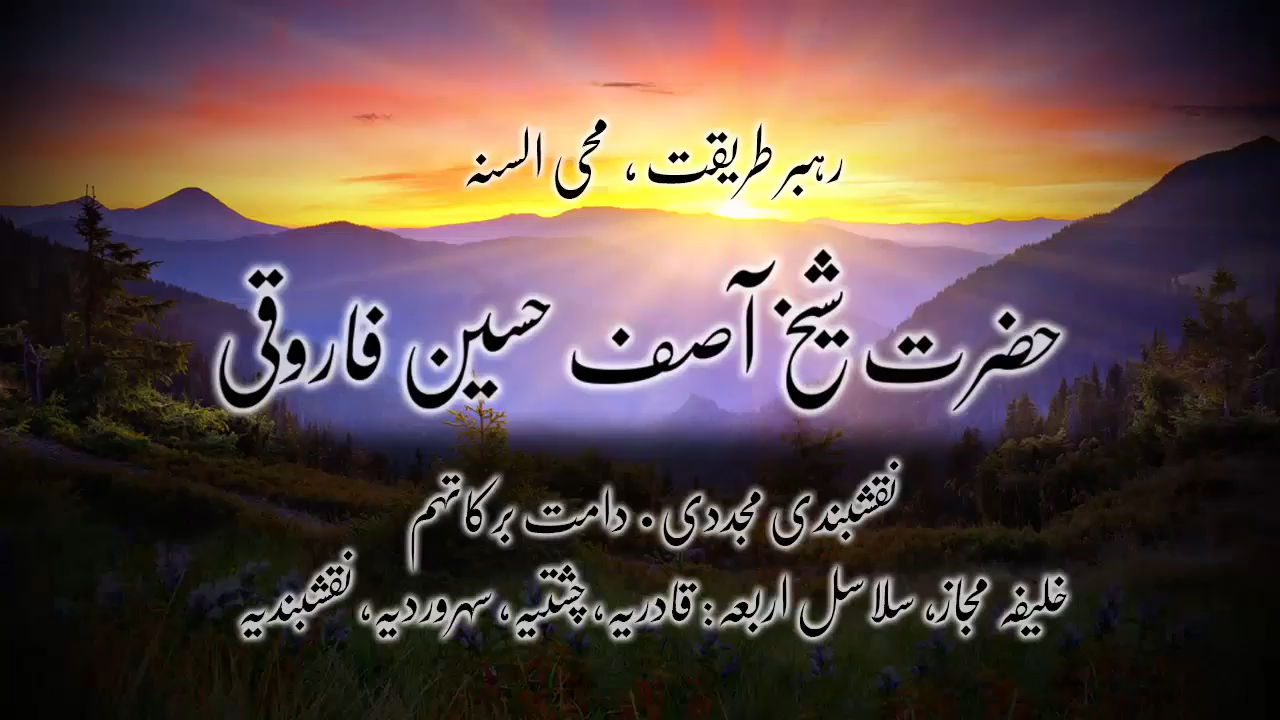 رہبر طریقت ، محی السنہ
حضرت شیخ آصف حسین فاروقی
نقشبندی مجددی ۔ دامت برکاتہم
خلیفہ مجاز، سلاسل اربعہ : قادریہ، چشتیہ، سہروردیہ، نقشبندیہ